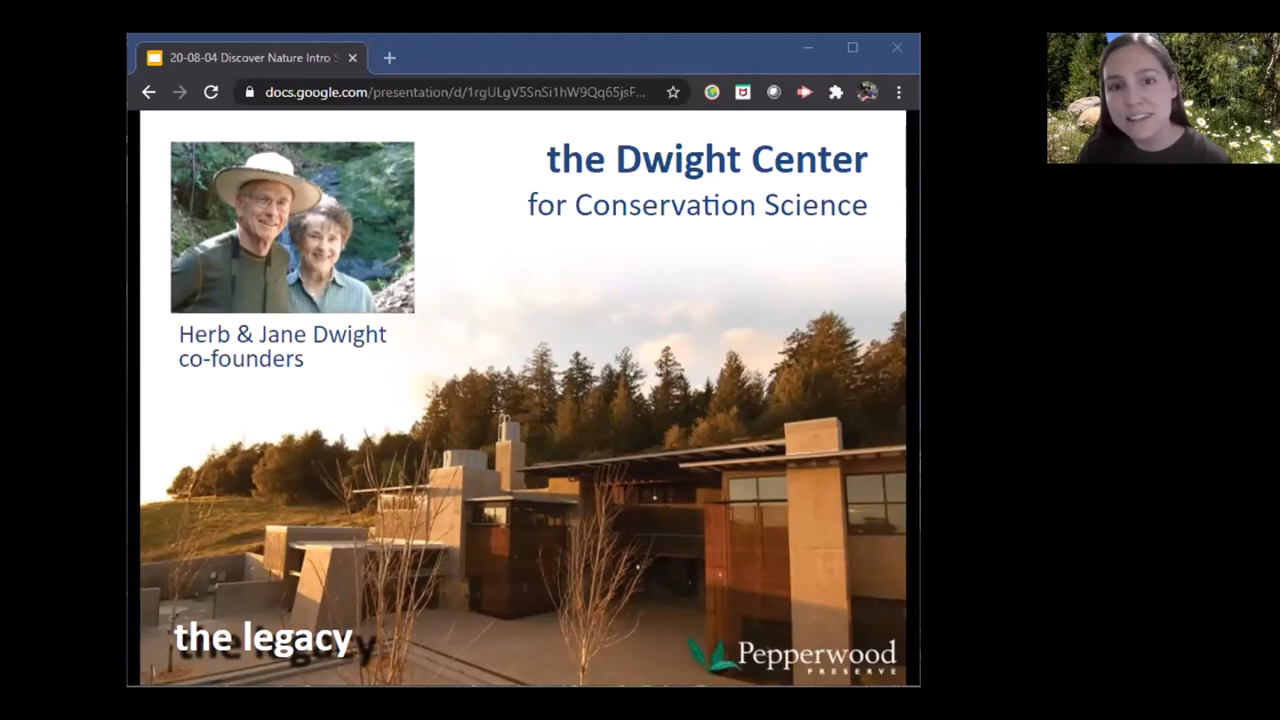 20-08-04 Discover Nature Intro S
docs.google.com/presentation/d/1rgULgV5SnSi1hW9Qq65jsF...
the Dwight Center
for Conservation Science
Herb & Jane Dwight
co-founders
the legacy
Pepperwood
PRESERVE